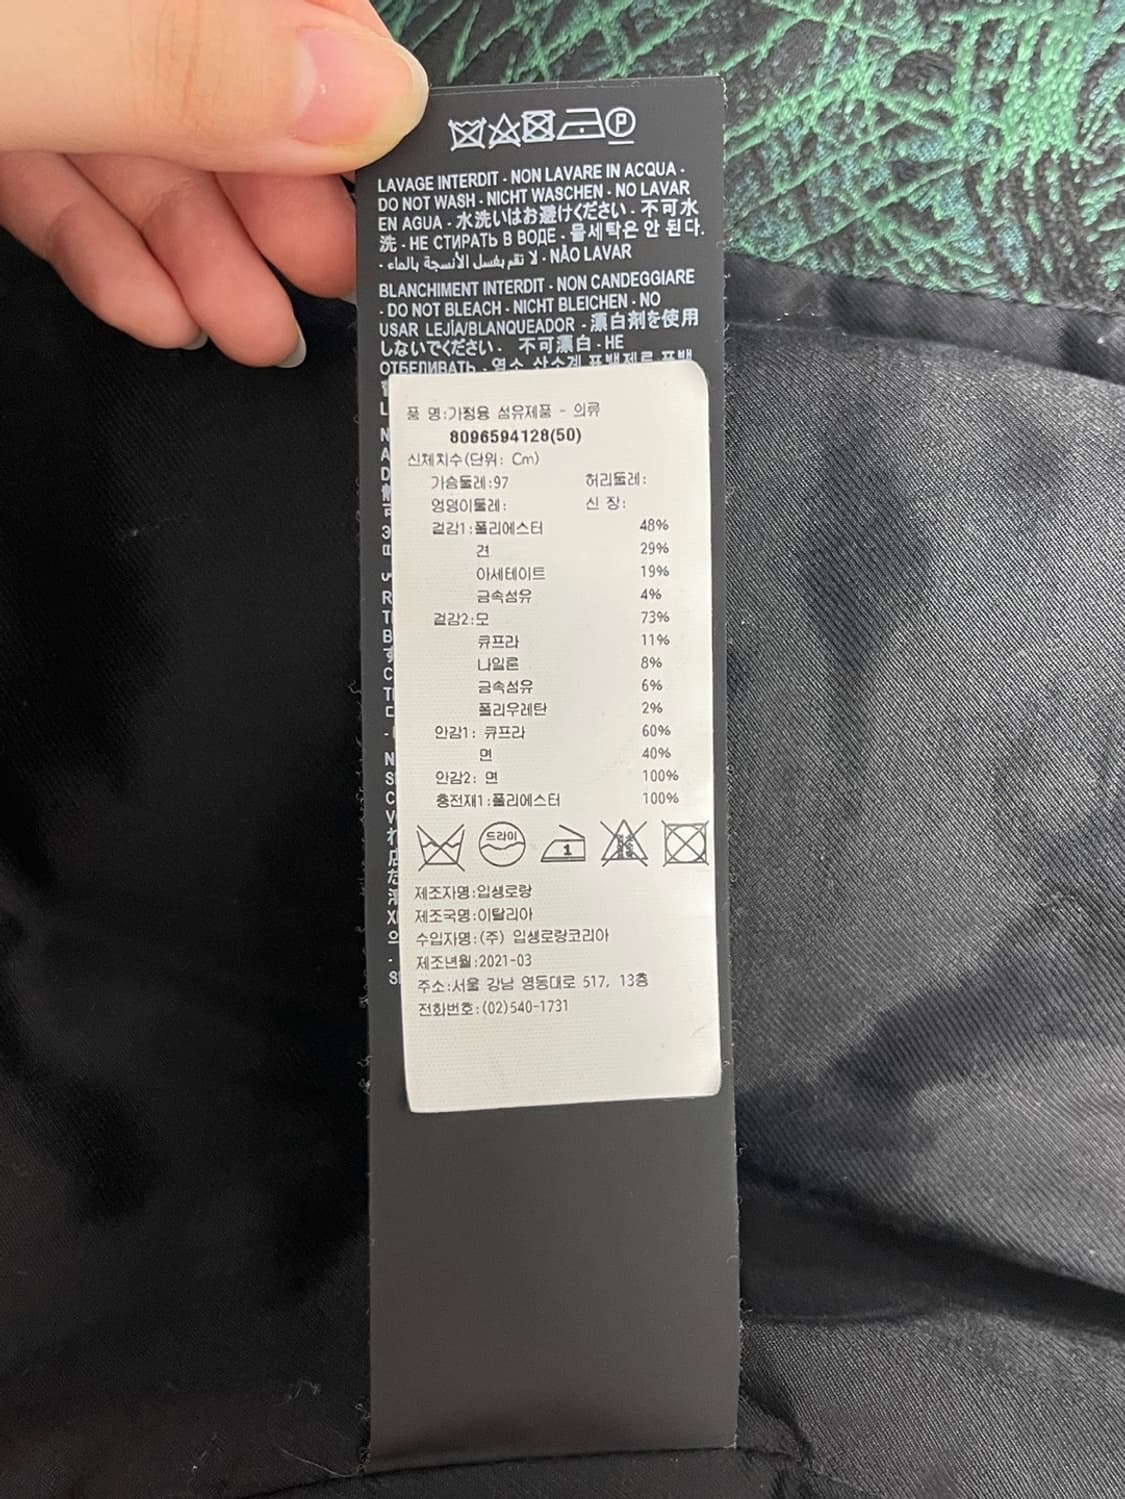 P
LAVAGE INTERDIT - NON LAVARE IN ACQUA -
DO NOT WASH - NICHT WASCHEN - NO LAVAR
EN AGUA - 水洗いはお避けください - 不可水
洗 - НЕ СТИРАТЬ В ВОДЕ - 물세탁은 안 된다.
- لا تقم بغسل الأنسجة بالماء - NÃO LAVAR
BLANCHIMENT INTERDIT - NON CANDEGGIARE
- DO NOT BLEACH - NICHT BLEICHEN - NO
USAR LEJÍA/BLANQUEADOR - 漂白剤を使用
しないでください - 不可漂白 - НЕ
ОТБЕЛИВАТЬ - 염소 산소계 표백제로 표백
품 명:가정용 섬유제품 - 의류
8096594128(50)
신체치수(단위: Cm)
가슴둘레:97 허리둘레:
엉덩이둘레: 신 장:
겉감1:폴리에스터 48%
견 29%
아세테이트 19%
금속섬유 4%
겉감2:모 73%
큐프라 11%
나일론 8%
금속섬유 6%
폴리우레탄 2%
안감1: 큐프라 60%
면 40%
안감2: 면 100%
충전재1:폴리에스터 100%
드라이
1
제조자명:입생로랑
제조국명:이탈리아
수입자명:(주) 입생로랑코리아
제조년월:2021-03
주소:서울 강남 영동대로 517, 13층
전화번호:(02)540-1731